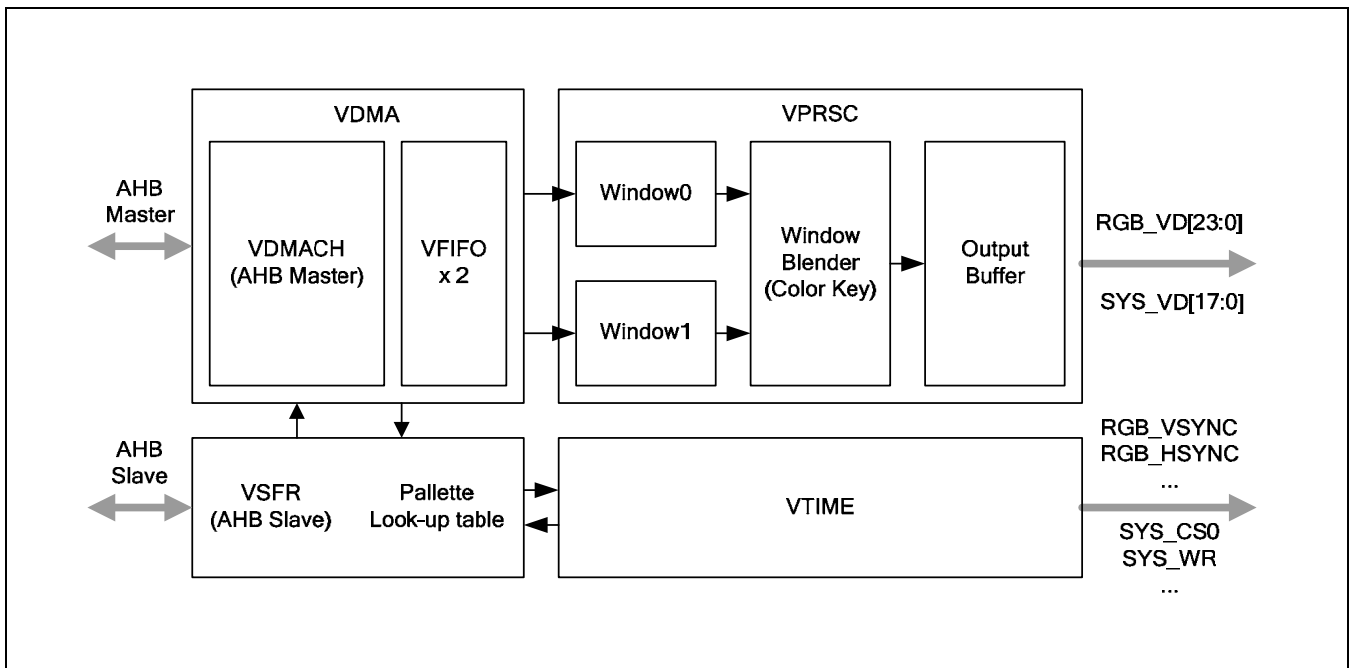 VDMA
VPRSC
AHB
Master
VDMACH
(AHB Master)
VFIFO
x 2
Window0
Window1
Window
Blender
(Color Key)
Output
Buffer
RGB_VD[23:0]
SYS_VD[17:0]
AHB
Slave
VSFR
(AHB Slave)
Pallette
Look-up table
VTIME
RGB_VSYNC
RGB_HSYNC
...
SYS_CS0
SYS_WR
...